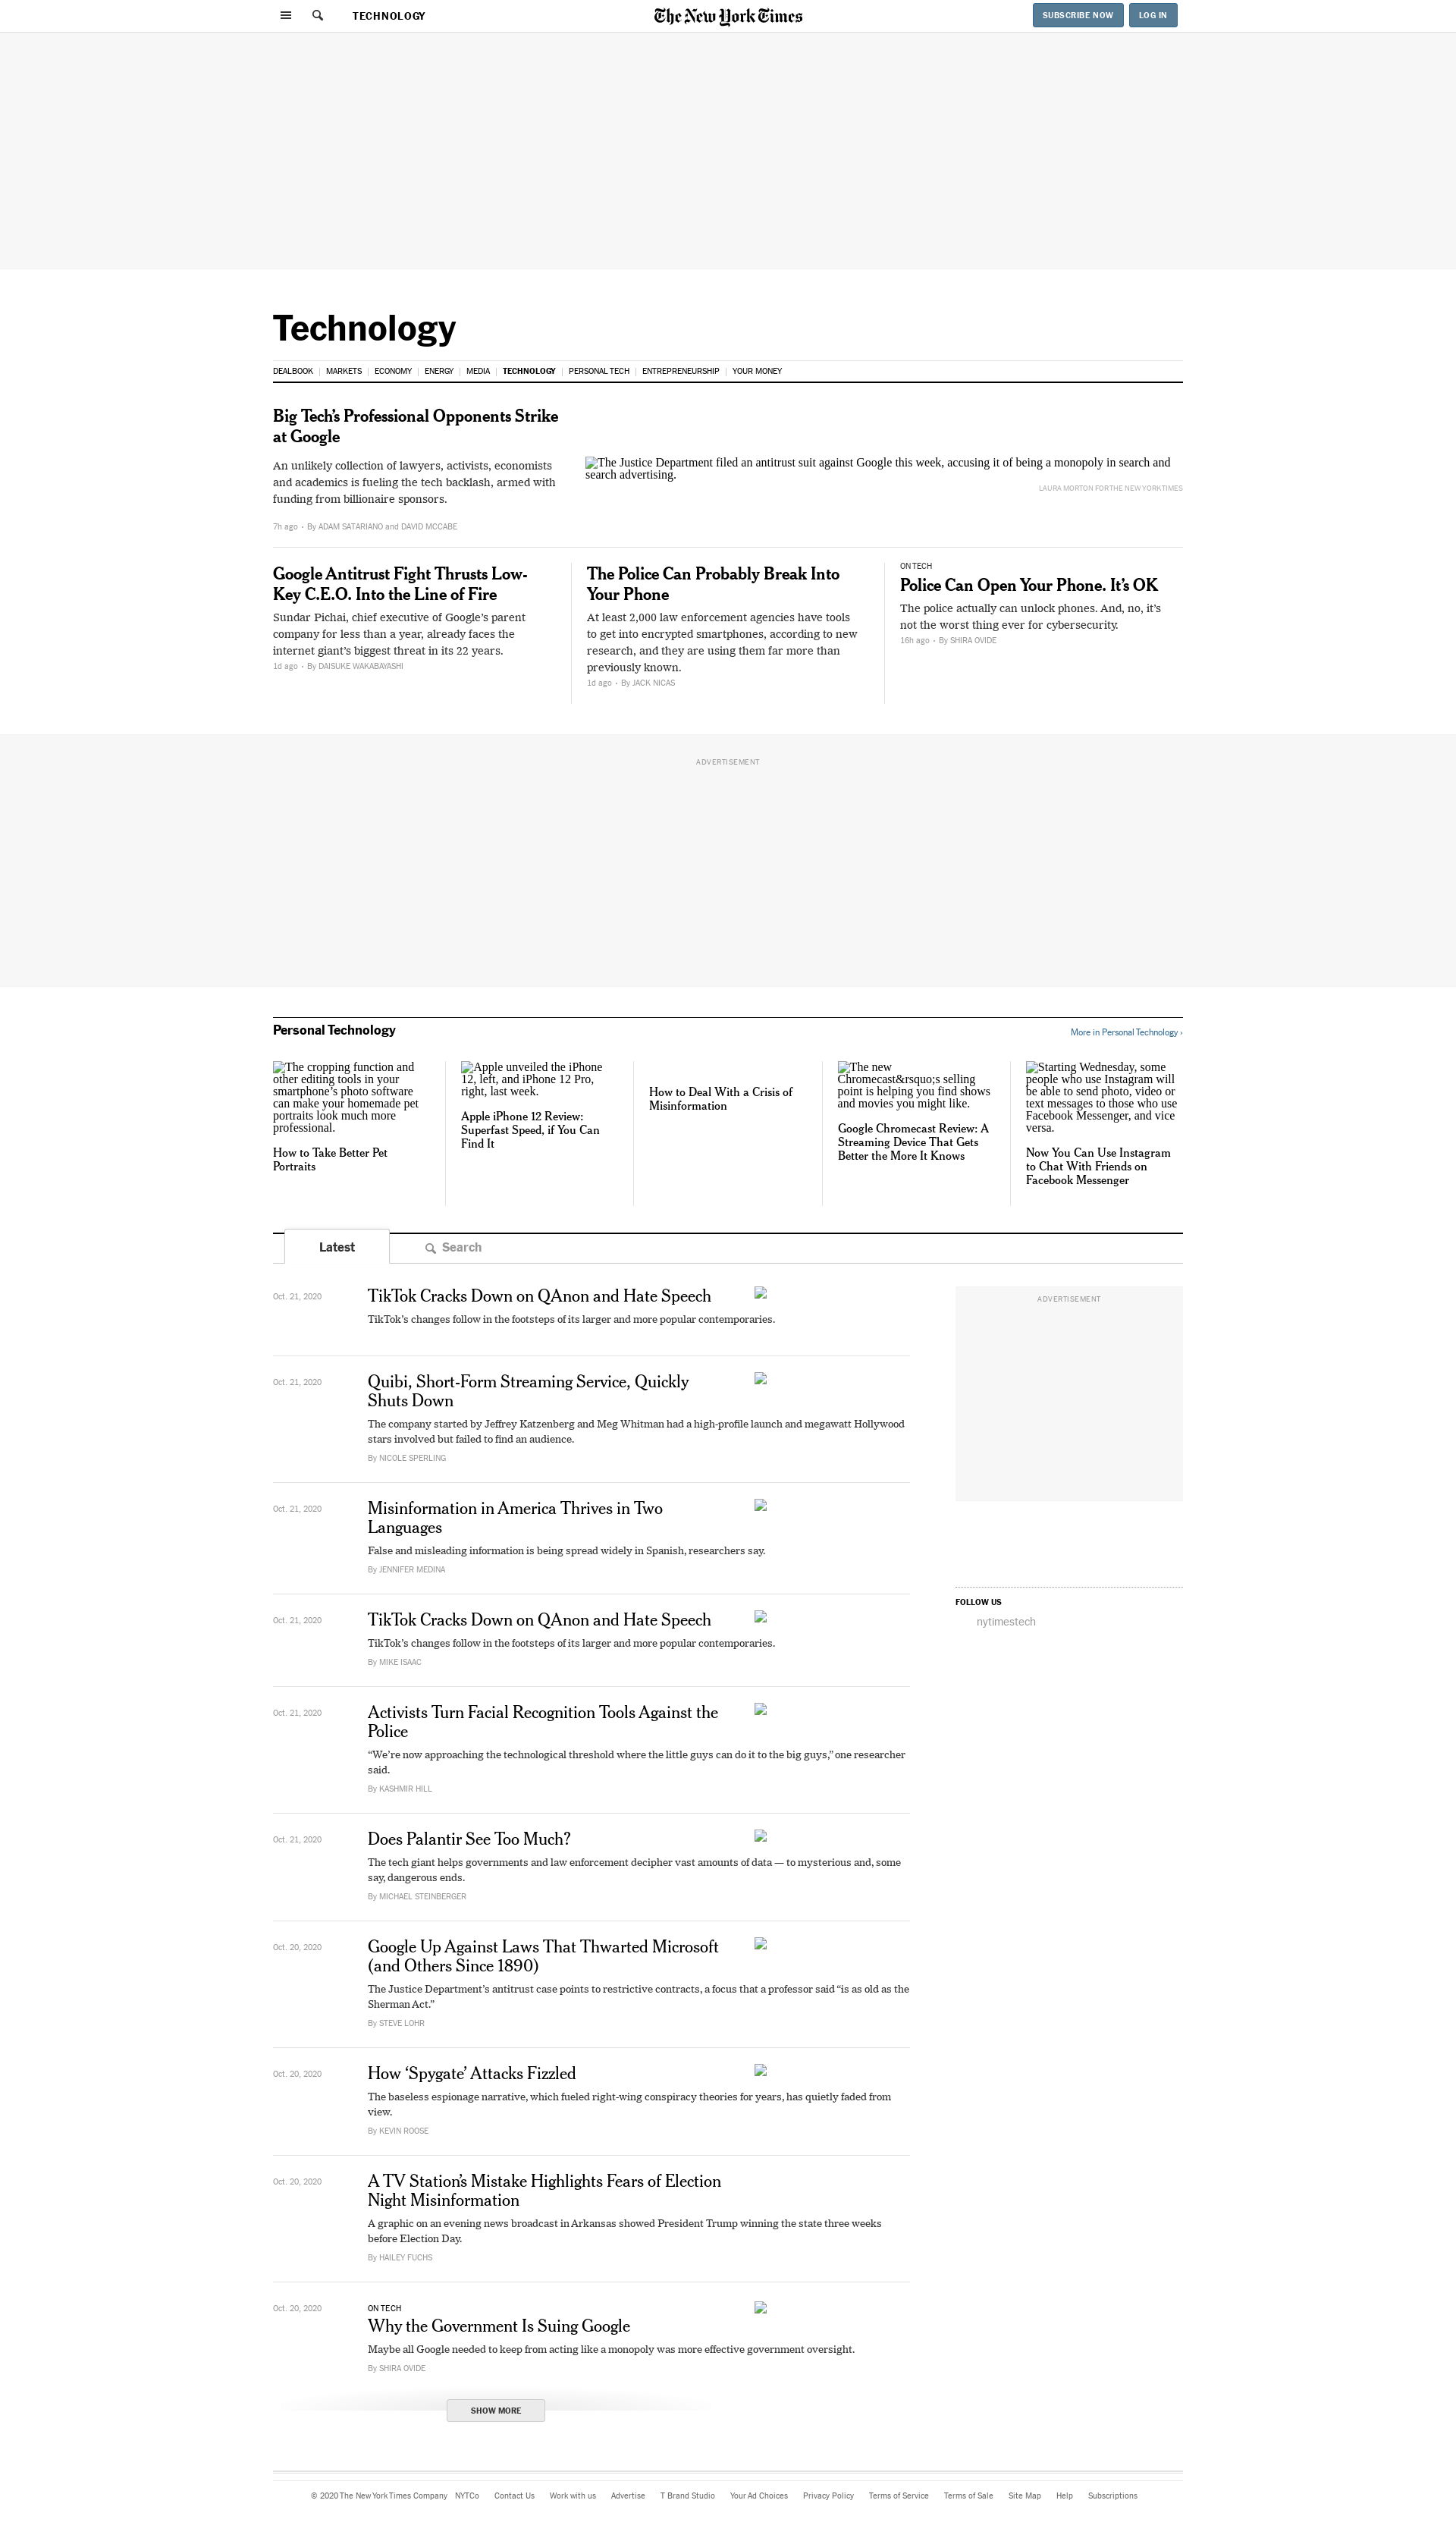 TECHNOLOGY
The New York Times
SUBSCRIBE NOW
LOG IN
Technology
DEALBOOK | MARKETS | ECONOMY | ENERGY | MEDIA | TECHNOLOGY | PERSONAL TECH | ENTREPRENEURSHIP | YOUR MONEY
Big Tech’s Professional Opponents Strike
at Google
An unlikely collection of lawyers, activists, economists
and academics is fueling the tech backlash, armed with
funding from billionaire sponsors.
7h ago • By ADAM SATARIANO and DAVID MCCABE
The Justice Department filed an antitrust suit against Google this week, accusing it of being a monopoly in search and
search advertising.
LAURA MORTON FOR THE NEW YORK TIMES
Google Antitrust Fight Thrusts Low-
Key C.E.O. Into the Line of Fire
Sundar Pichai, chief executive of Google’s parent
company for less than a year, already faces the
internet giant’s biggest threat in its 22 years.
1d ago • By DAISUKE WAKABAYASHI
The Police Can Probably Break Into
Your Phone
At least 2,000 law enforcement agencies have tools
to get into encrypted smartphones, according to new
research, and they are using them far more than
previously known.
1d ago • By JACK NICAS
ON TECH
Police Can Open Your Phone. It’s OK
The police actually can unlock phones. And, no, it’s
not the worst thing ever for cybersecurity.
16h ago • By SHIRA OVIDE
ADVERTISEMENT
Personal Technology
More in Personal Technology ›
The cropping function and
other editing tools in your
smartphone’s photo software
can make your homemade pet
portraits look much more
professional.
How to Take Better Pet
Portraits
Apple unveiled the iPhone
12, left, and iPhone 12 Pro,
right, last week.
Apple iPhone 12 Review:
Superfast Speed, if You Can
Find It
How to Deal With a Crisis of
Misinformation
The new
Chromecast&rsquo;s selling
point is helping you find shows
and movies you might like.
Google Chromecast Review: A
Streaming Device That Gets
Better the More It Knows
Starting Wednesday, some
people who use Instagram will
be able to send photo, video or
text messages to those who use
Facebook Messenger, and vice
versa.
Now You Can Use Instagram
to Chat With Friends on
Facebook Messenger
Latest
Search
Oct. 21, 2020
TikTok Cracks Down on QAnon and Hate Speech
TikTok’s changes follow in the footsteps of its larger and more popular contemporaries.
Oct. 21, 2020
Quibi, Short-Form Streaming Service, Quickly
Shuts Down
The company started by Jeffrey Katzenberg and Meg Whitman had a high-profile launch and megawatt Hollywood
stars involved but failed to find an audience.
By NICOLE SPERLING
Oct. 21, 2020
Misinformation in America Thrives in Two
Languages
False and misleading information is being spread widely in Spanish, researchers say.
By JENNIFER MEDINA
Oct. 21, 2020
TikTok Cracks Down on QAnon and Hate Speech
TikTok’s changes follow in the footsteps of its larger and more popular contemporaries.
By MIKE ISAAC
Oct. 21, 2020
Activists Turn Facial Recognition Tools Against the
Police
“We’re now approaching the technological threshold where the little guys can do it to the big guys,” one researcher
said.
By KASHMIR HILL
Oct. 21, 2020
Does Palantir See Too Much?
The tech giant helps governments and law enforcement decipher vast amounts of data — to mysterious and, some
say, dangerous ends.
By MICHAEL STEINBERGER
Oct. 20, 2020
Google Up Against Laws That Thwarted Microsoft
(and Others Since 1890)
The Justice Department’s antitrust case points to restrictive contracts, a focus that a professor said “is as old as the
Sherman Act.”
By STEVE LOHR
Oct. 20, 2020
How ‘Spygate’ Attacks Fizzled
The baseless espionage narrative, which fueled right-wing conspiracy theories for years, has quietly faded from
view.
By KEVIN ROOSE
Oct. 20, 2020
A TV Station’s Mistake Highlights Fears of Election
Night Misinformation
A graphic on an evening news broadcast in Arkansas showed President Trump winning the state three weeks
before Election Day.
By HAILEY FUCHS
Oct. 20, 2020
ON TECH
Why the Government Is Suing Google
Maybe all Google needed to keep from acting like a monopoly was more effective government oversight.
By SHIRA OVIDE
SHOW MORE
ADVERTISEMENT
FOLLOW US
nytimestech
© 2020 The New York Times Company NYTCo Contact Us Work with us Advertise T Brand Studio Your Ad Choices Privacy Policy Terms of Service Terms of Sale Site Map Help Subscriptions